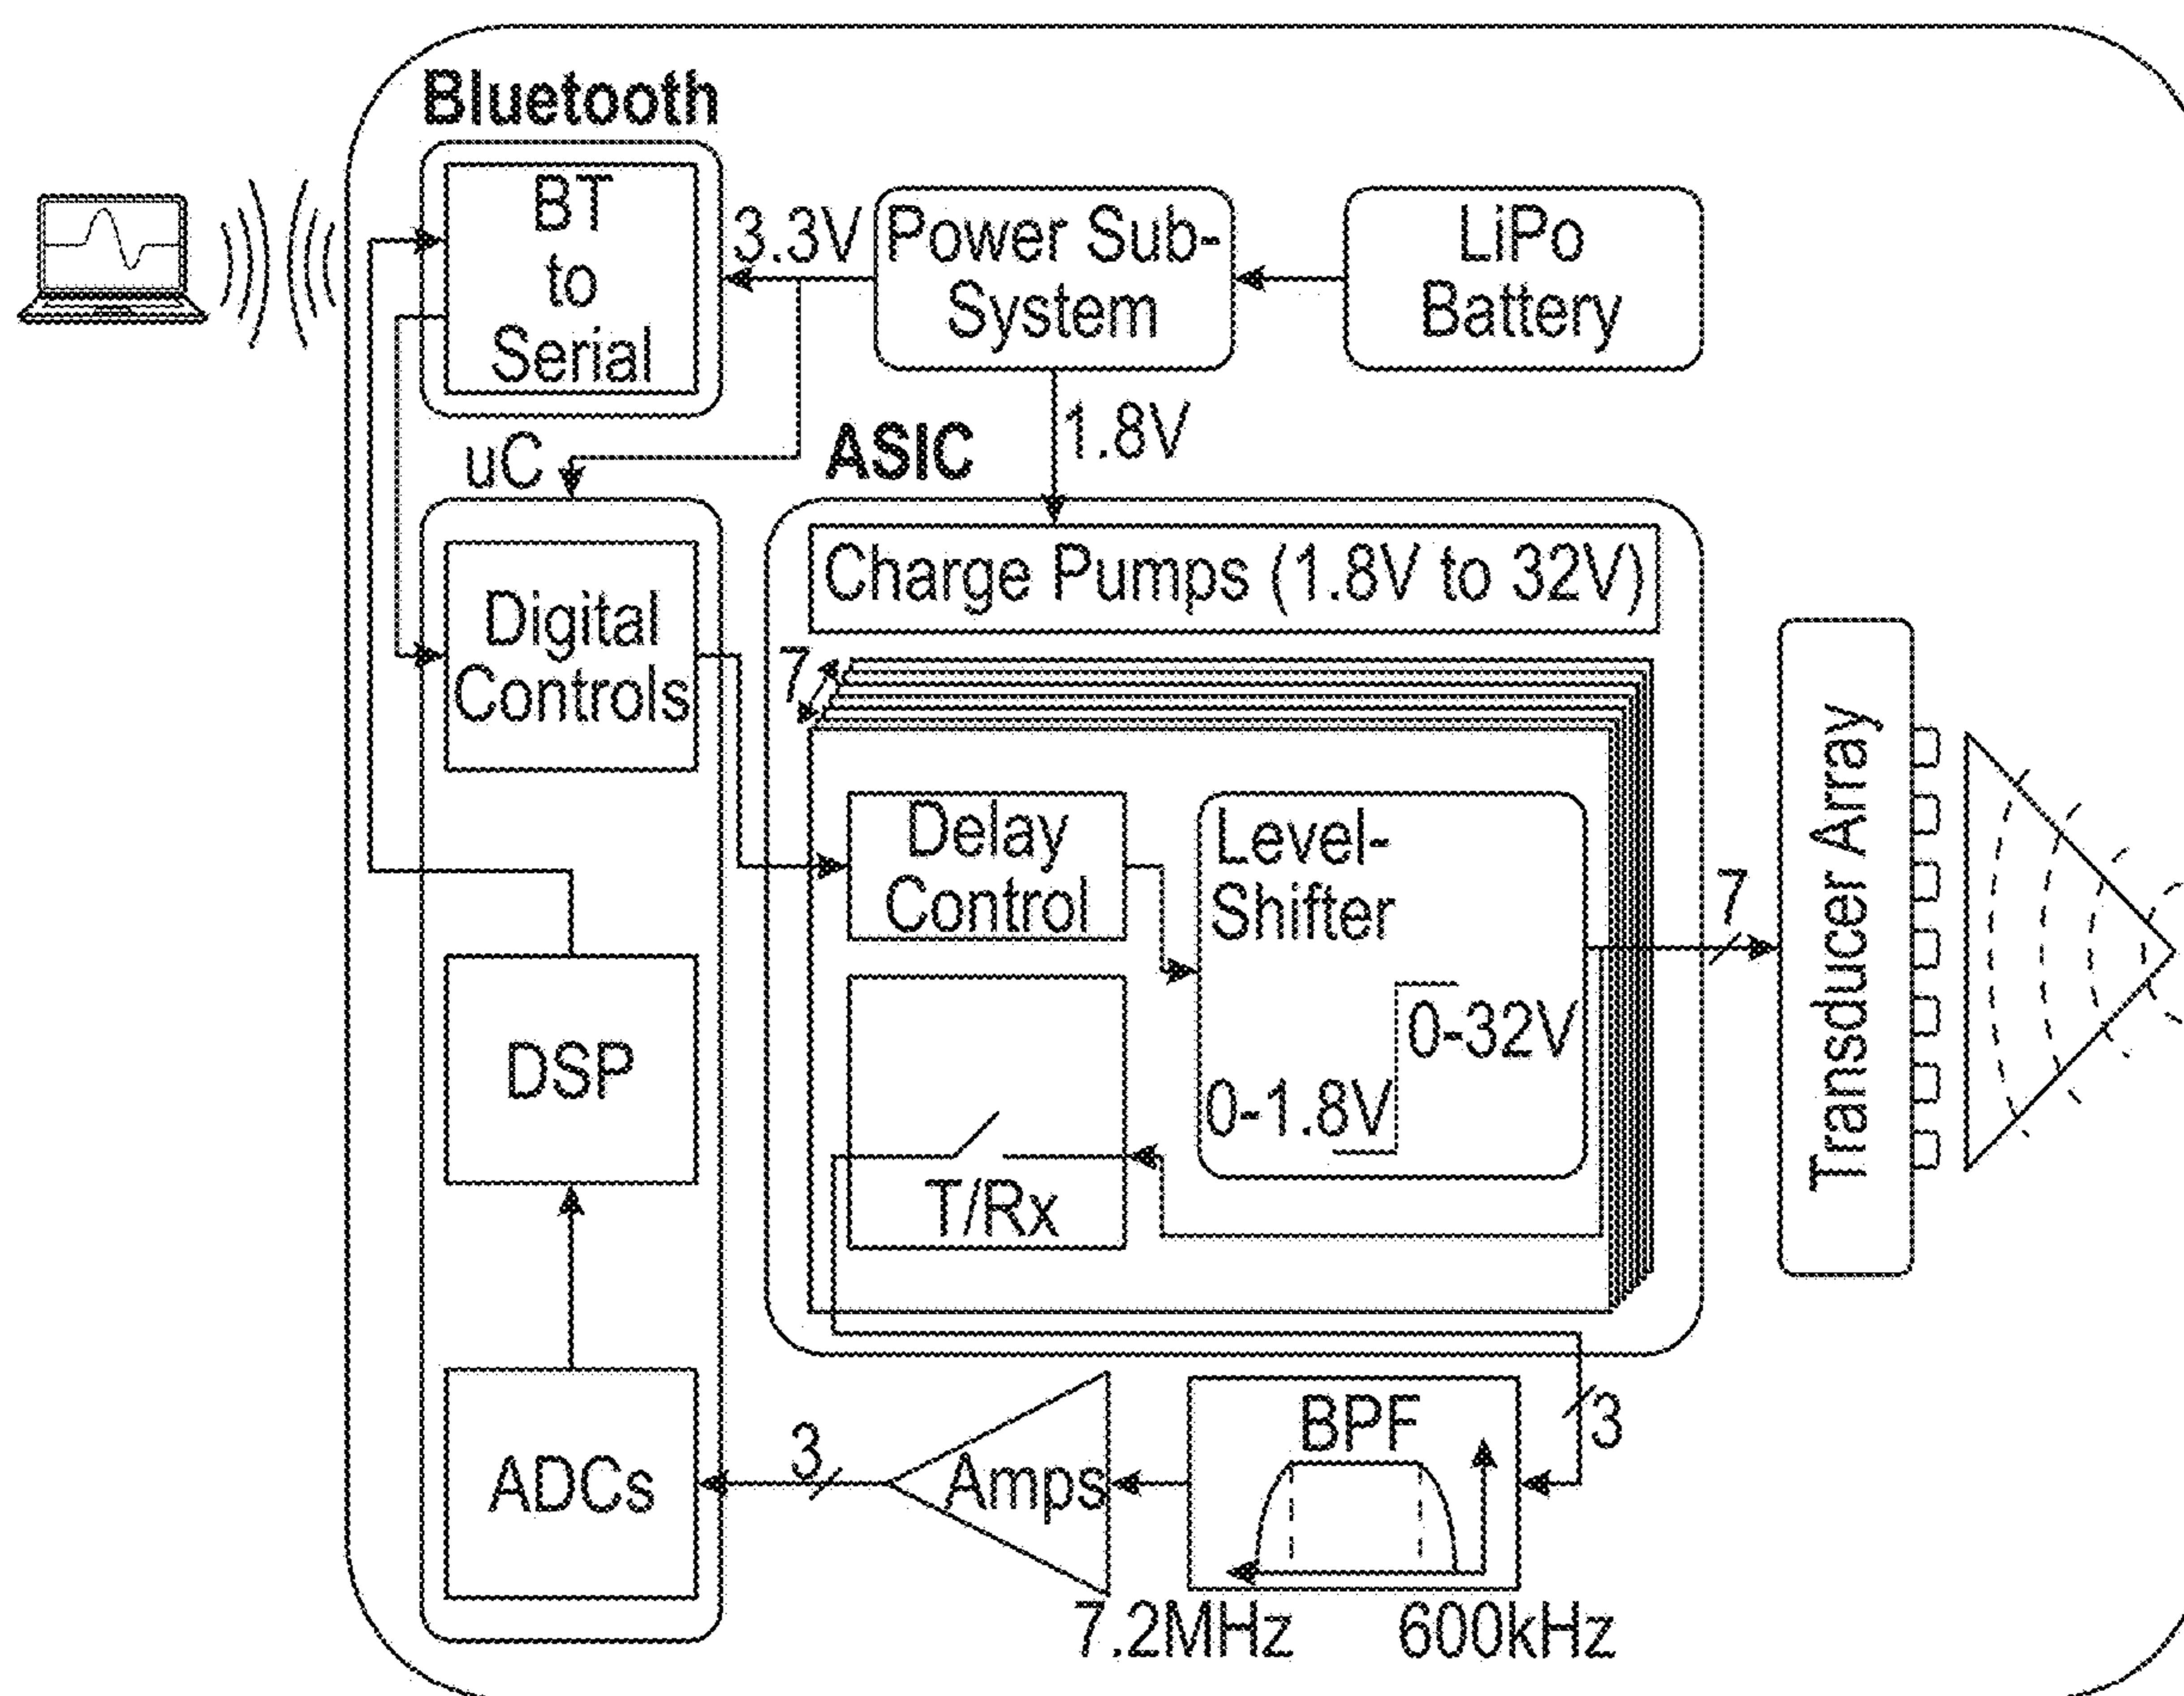 Bluetooth
BT
to
Serial
3.3V
Power Sub-
System
LiPo
Battery
1.8V
uC
ASIC
Charge Pumps (1.8V to 32V)
Digital
Controls
7
Delay
Control
Level-
Shifter
0-32V
0-1.8V
T/Rx
7
Transducer Array
DSP
ADCs
3
Amps
BPF
3
7.2MHz
600kHz